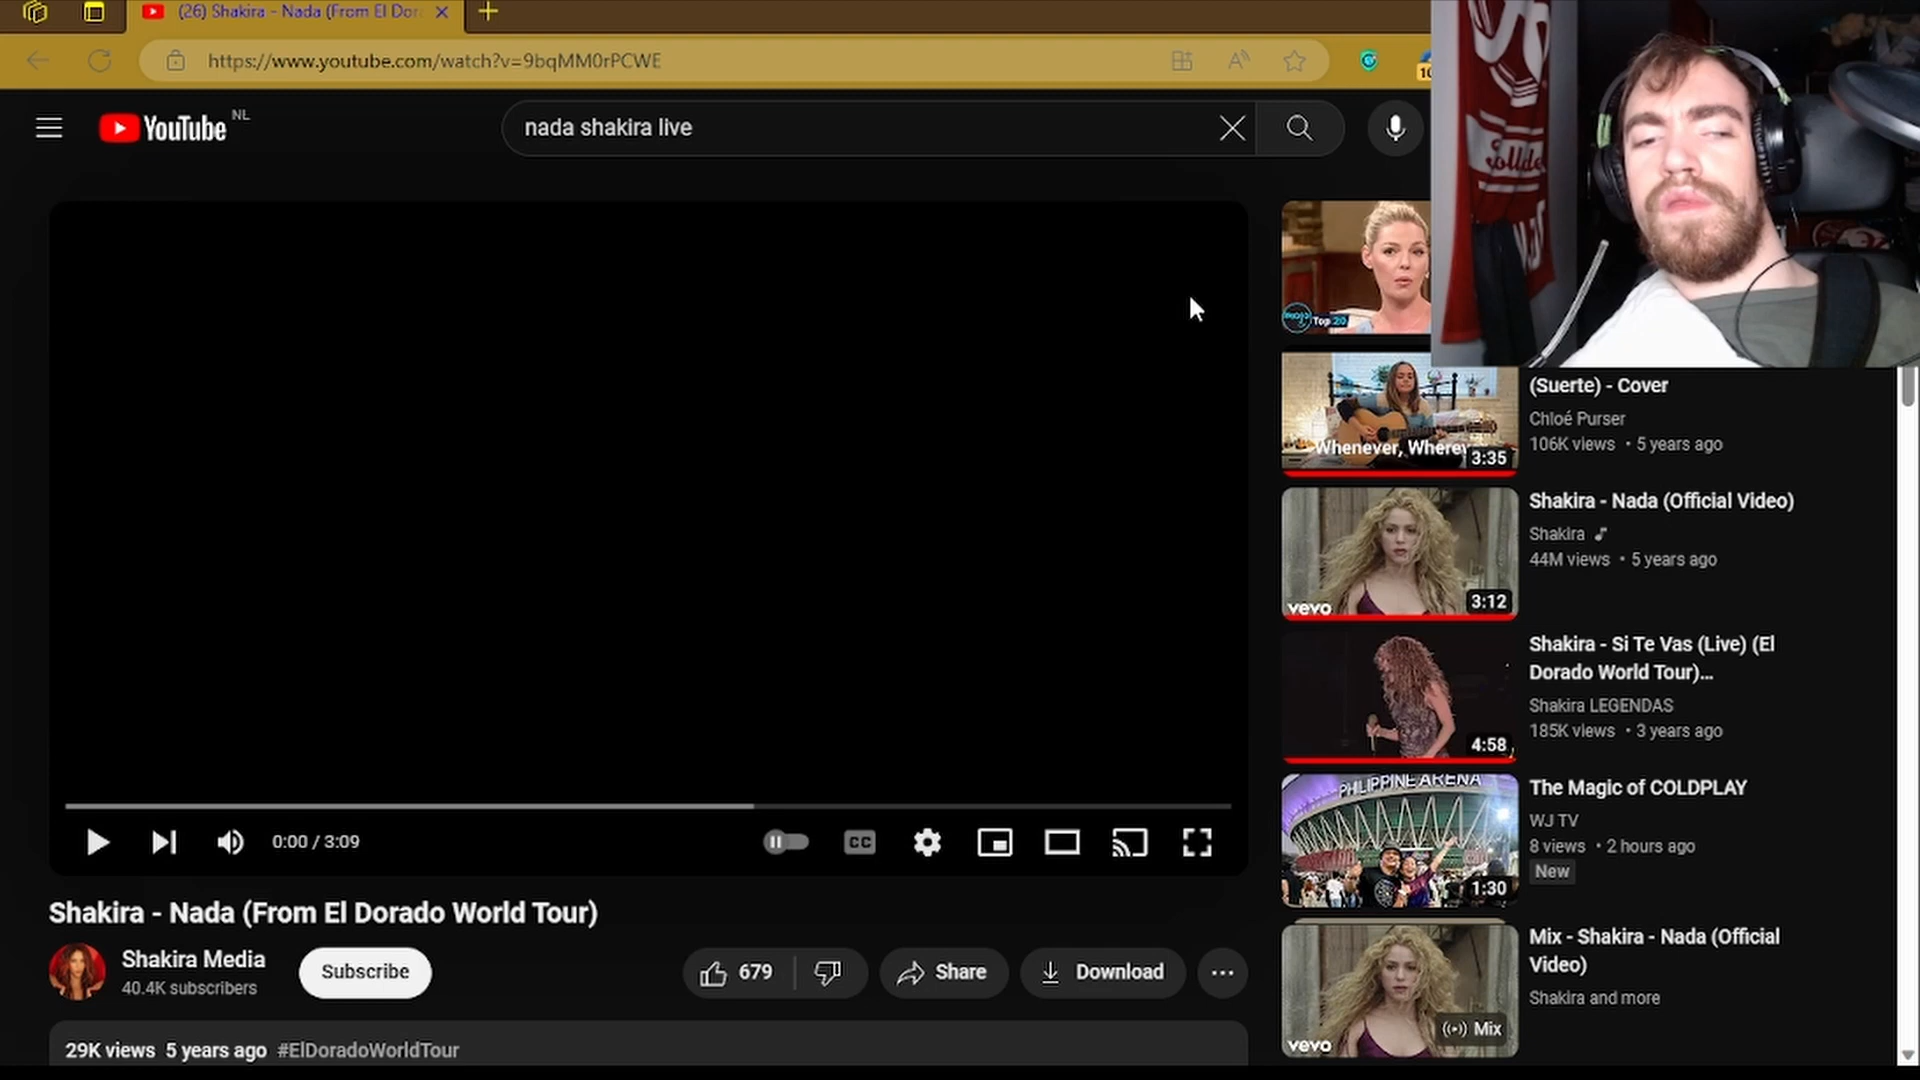 (26) Shakira - Nada (From El Dor
https://www.youtube.com/watch?v=9bqMM0rPCWE
YouTube NL
nada shakira live
Top 20
(Suerte) - Cover
Chloé Purser
106K views • 5 years ago
Whenever, Wherev
3:35
Shakira - Nada (Official Video)
Shakira
44M views • 5 years ago
vevo
3:12
Shakira - Si Te Vas (Live) (El
Dorado World Tour)...
Shakira LEGENDAS
185K views • 3 years ago
4:58
PHILIPPINE ARENA
The Magic of COLDPLAY
WJ TV
8 views • 2 hours ago
New
1:30
Mix - Shakira - Nada (Official
Video)
Shakira and more
Mix
vevo
0:00 / 3:09
CC
Shakira - Nada (From El Dorado World Tour)
Shakira Media
40.4K subscribers
Subscribe
679
Share
Download
29K views 5 years ago #ElDoradoWorldTour